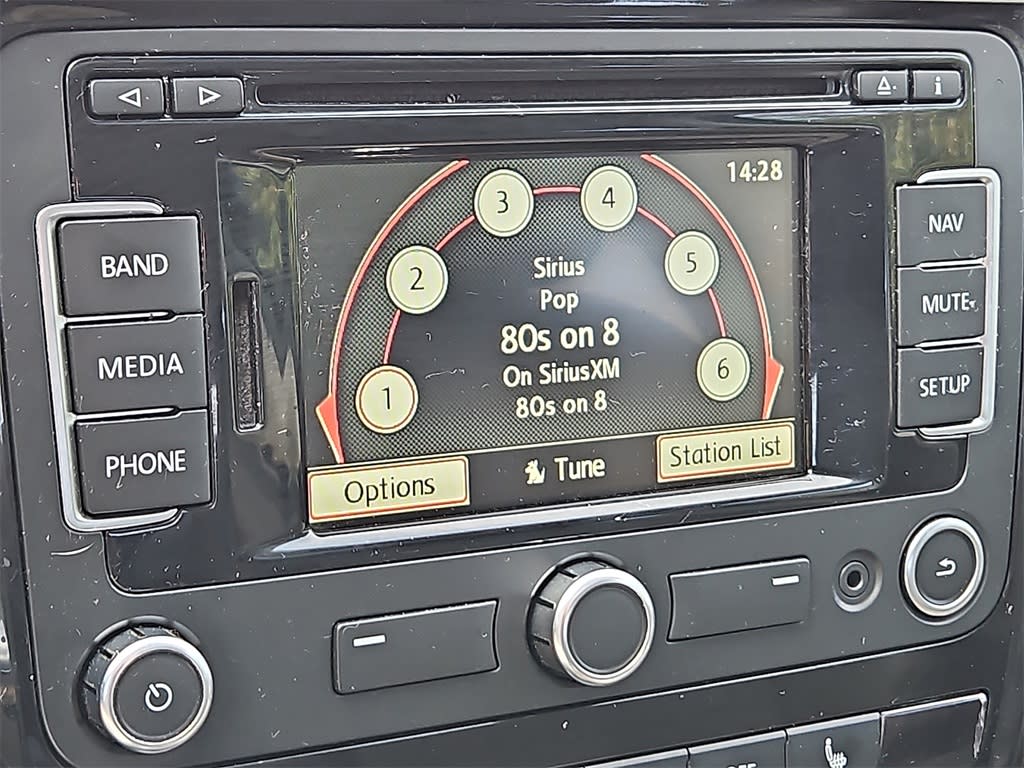 i
14:28
BAND
MEDIA
PHONE
NAV
MUTE
SETUP
1
2
3
4
5
6
Sirius
Pop
80s on 8
On SiriusXM
80s on 8
Options
Tune
Station List